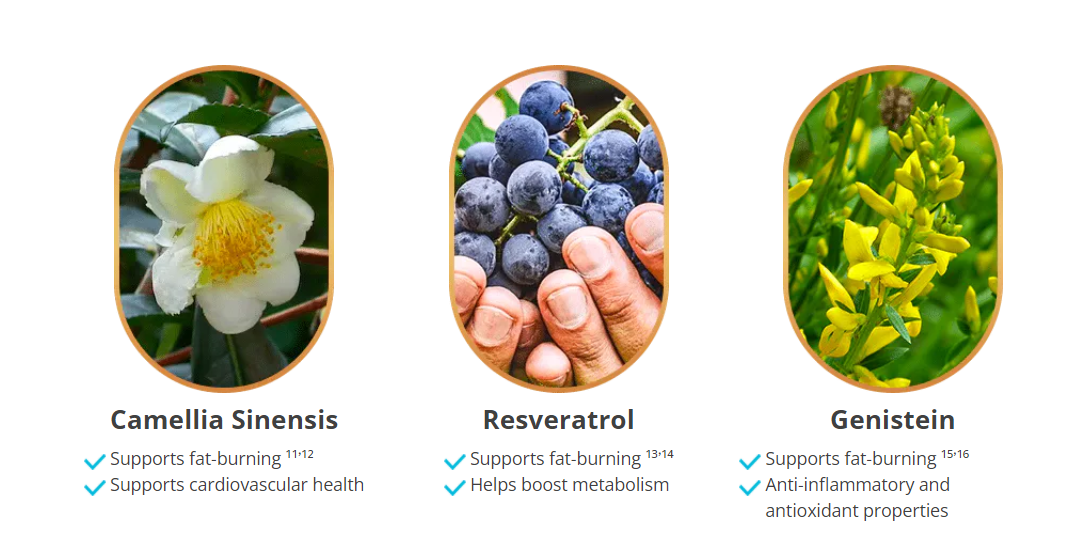 Camellia Sinensis
Supports fat-burning ¹¹,¹²
Supports cardiovascular health
Resveratrol
Supports fat-burning ¹³,¹⁴
Helps boost metabolism
Genistein
Supports fat-burning ¹⁵,¹⁶
Anti-inflammatory and
antioxidant properties